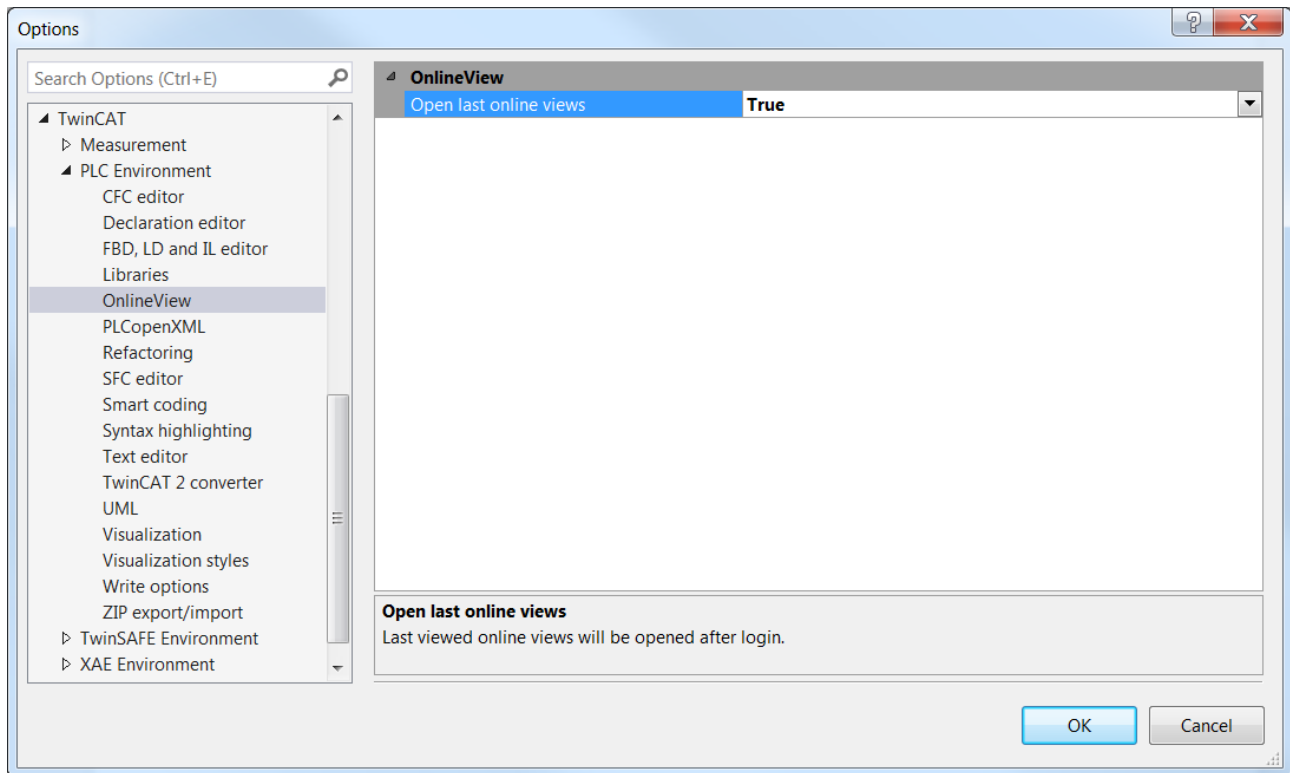 Options
Search Options (Ctrl+E)
TwinCAT
Measurement
PLC Environment
CFC editor
Declaration editor
FBD, LD and IL editor
Libraries
OnlineView
PLCopenXML
Refactoring
SFC editor
Smart coding
Syntax highlighting
Text editor
TwinCAT 2 converter
UML
Visualization
Visualization styles
Write options
ZIP export/import
TwinSAFE Environment
XAE Environment
OnlineView
Open last online views True
Open last online views
Last viewed online views will be opened after login.
OK Cancel